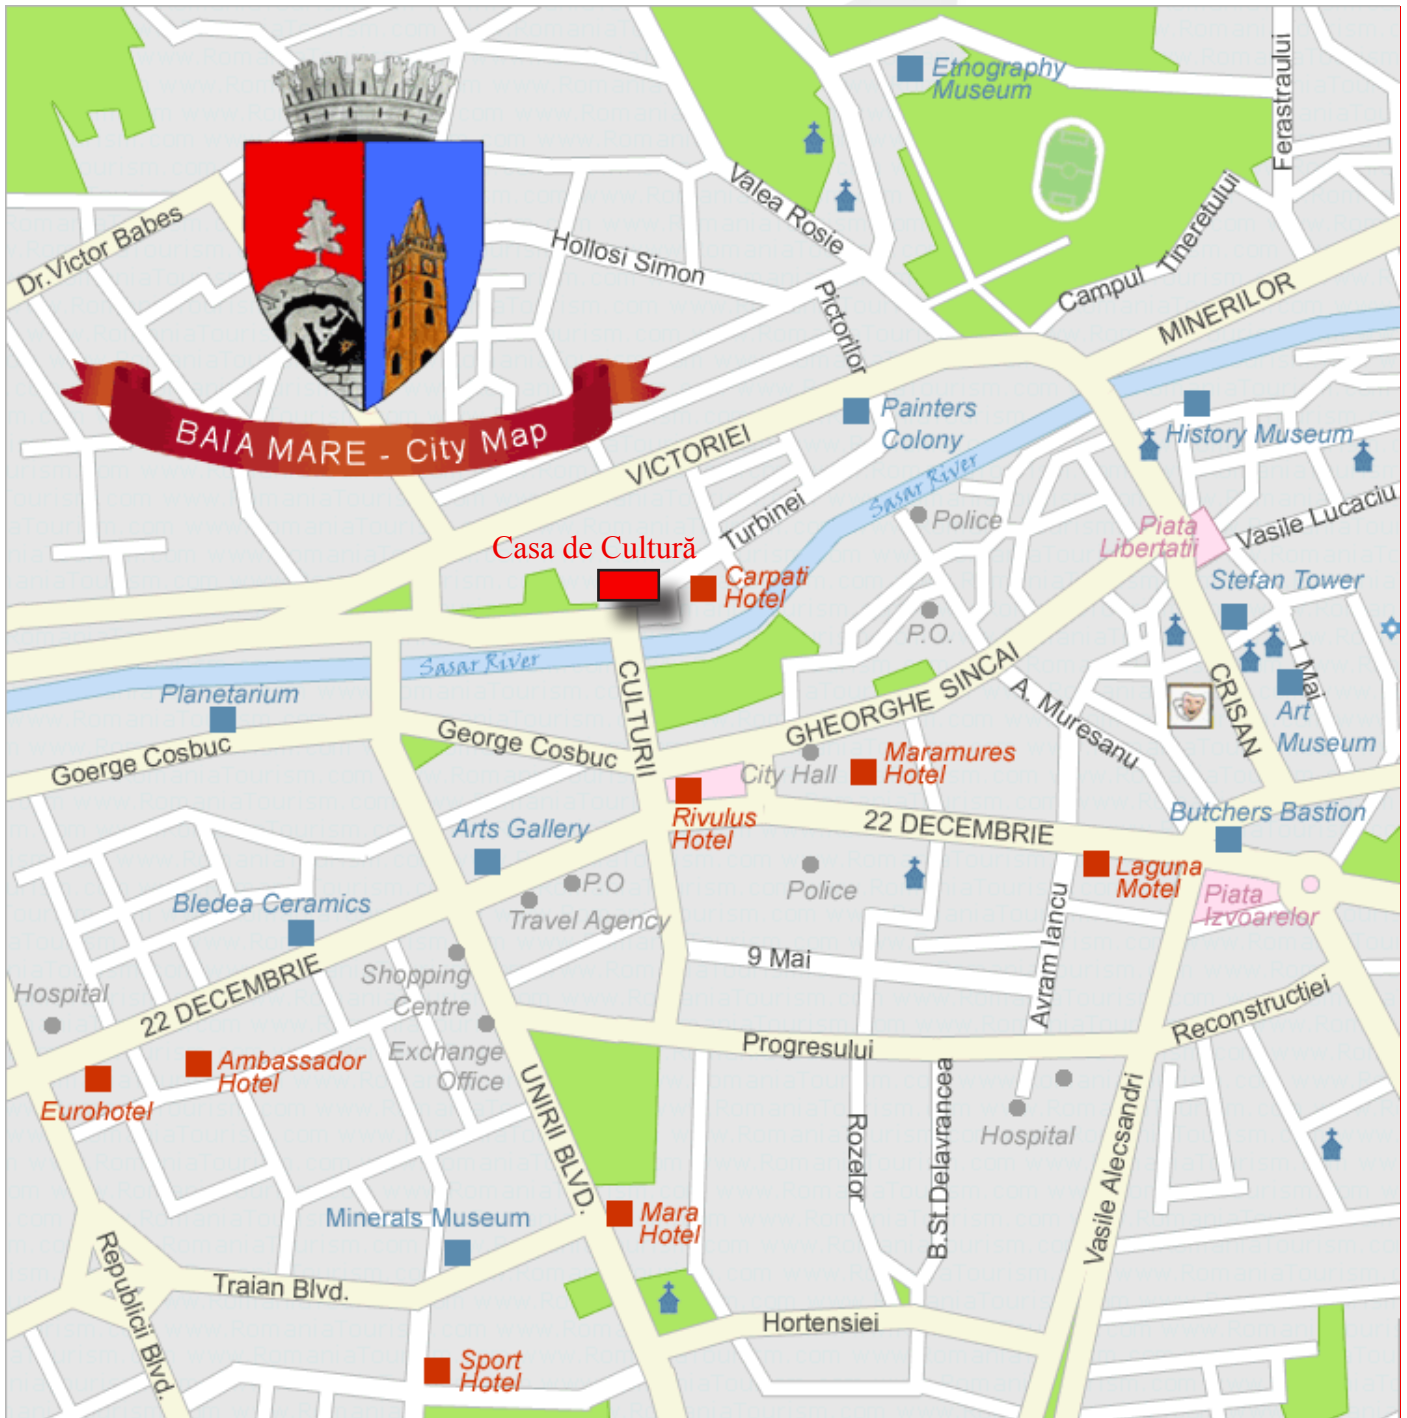 Etnography
Museum
Ferastraului
Valea Rosie
Dr.Victor Babes
Hollosi Simon
Tineretului
Campul
Pictorilor
MINERILOR
BAIA MARE - City Map
Painters
Colony
History Museum
VICTORIEI
Sasar River
Turbinei
Police
Piata
Libertatii
Vasile Lucaciu
Casa de Cultură
Carpati
Hotel
Stefan Tower
P.O.
Sasar River
1 Mai
CULTURII
GHEORGHE SINCAI
A. Muresanu
CRISAN
Planetarium
Art
Museum
Goerge Cosbuc
George Cosbuc
City Hall
Maramures
Hotel
Rivulus
Hotel
Arts Gallery
22 DECEMBRIE
Butchers Bastion
Laguna
Motel
P.O
Police
Bledea Ceramics
Travel Agency
Piata
Izvoarelor
9 Mai
Avram Iancu
Shopping
Centre
Hospital
22 DECEMBRIE
Reconstructiei
Progresului
Exchange
Office
Ambassador
Hotel
Eurohotel
UNIRII BLVD.
Rozelor
B.St.Delavrancea
Hospital
Vasile Alecsandri
Minerals Museum
Mara
Hotel
Republicii Blvd.
Traian Blvd.
Hortensiei
Sport
Hotel